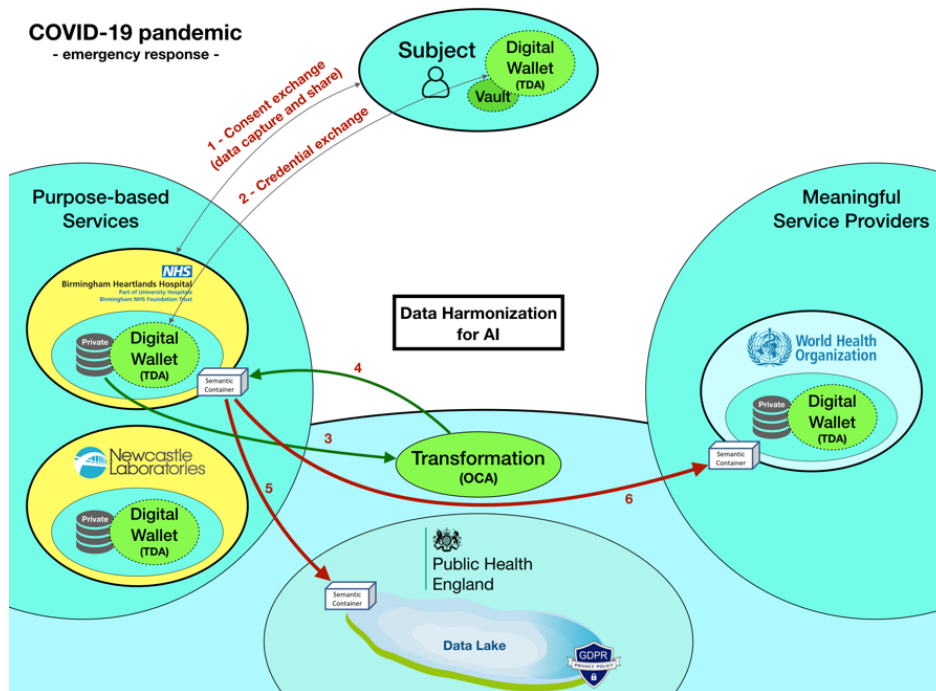 COVID-19 pandemic
- emergency response -
Subject
Digital
Wallet
(TDA)
Vault
1 - Consent exchange
(data capture and share)
2 - Credential exchange
Purpose-based
Services
NHS
Birmingham Heartlands Hospital
Part of University Hospitals
Birmingham NHS Foundation Trust
Private
Digital
Wallet
(TDA)
Semantic
Container
Newcastle
Laboratories
Private
Digital
Wallet
(TDA)
Data Harmonization
for AI
4
3
Transformation
(OCA)
5
6
Meaningful
Service Providers
World Health
Organization
Private
Digital
Wallet
(TDA)
Semantic
Container
Public Health
England
Semantic
Container
Data Lake
GDPR
PRIVACY POLICY